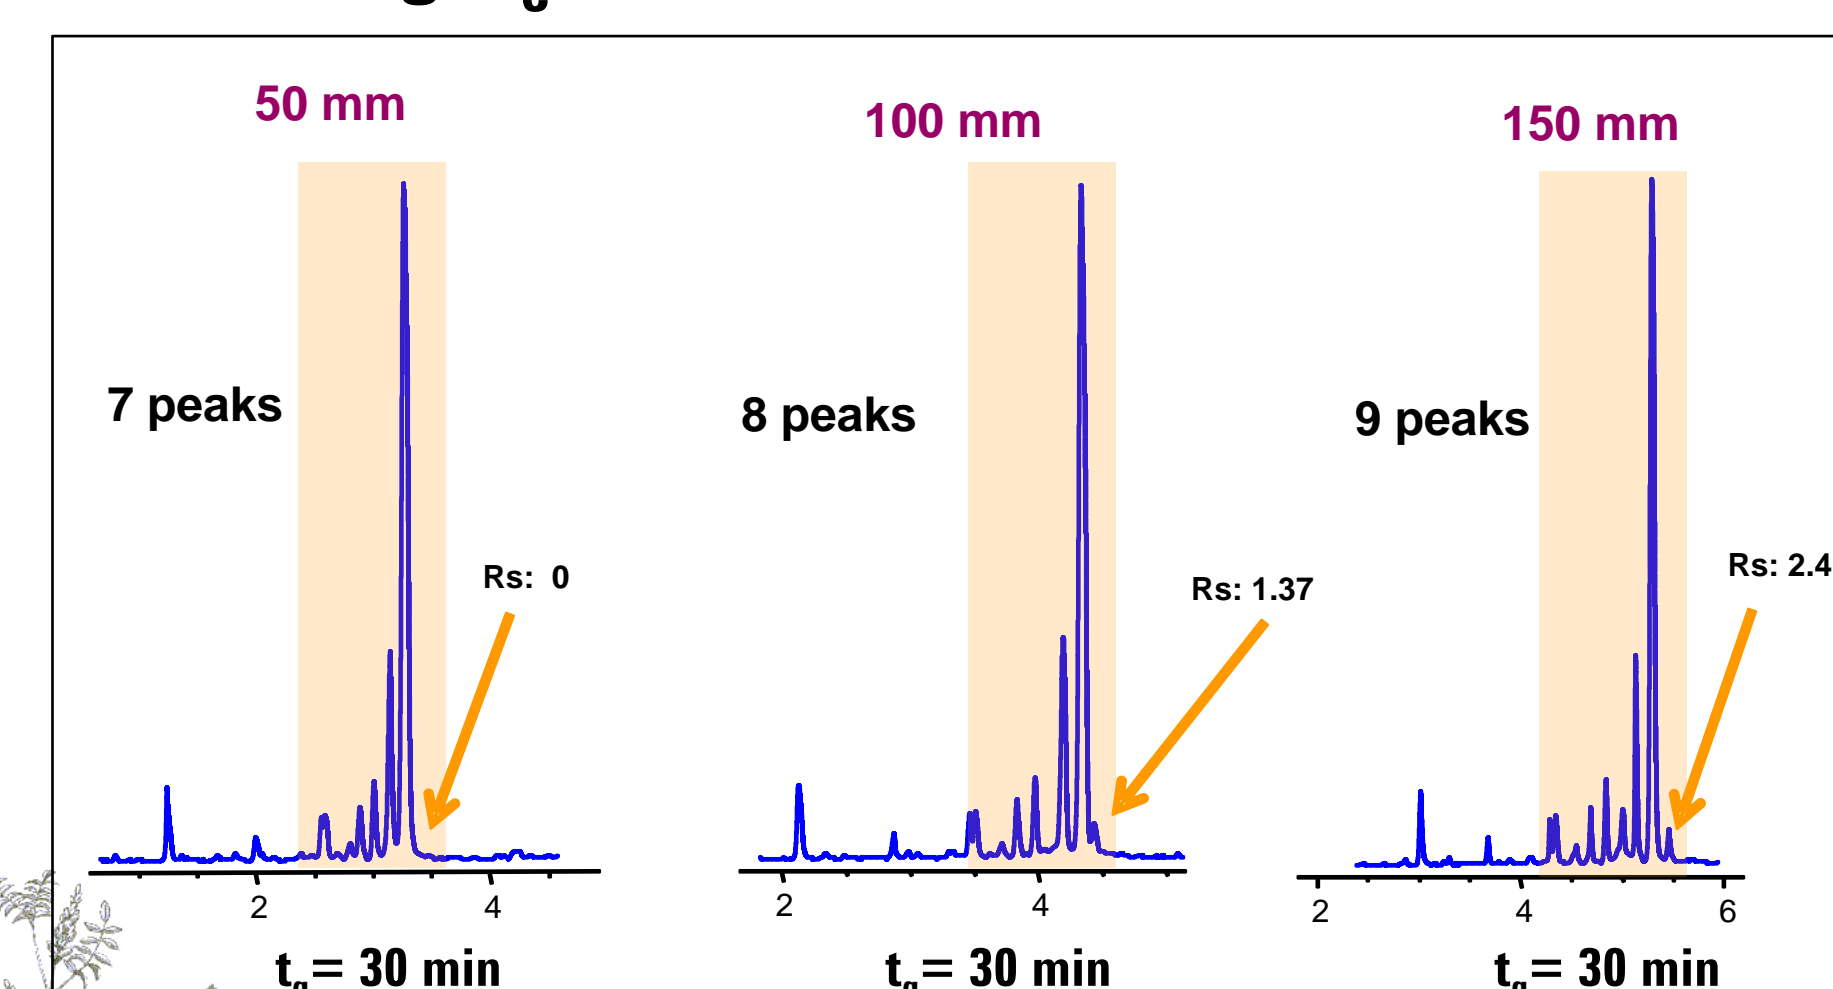 50 mm
100 mm
150 mm
7 peaks
8 peaks
9 peaks
Rs: 0
Rs: 1.37
Rs: 2.4
2 4
2 4
2 4 6
t = 30 min
t = 30 min
t = 30 min